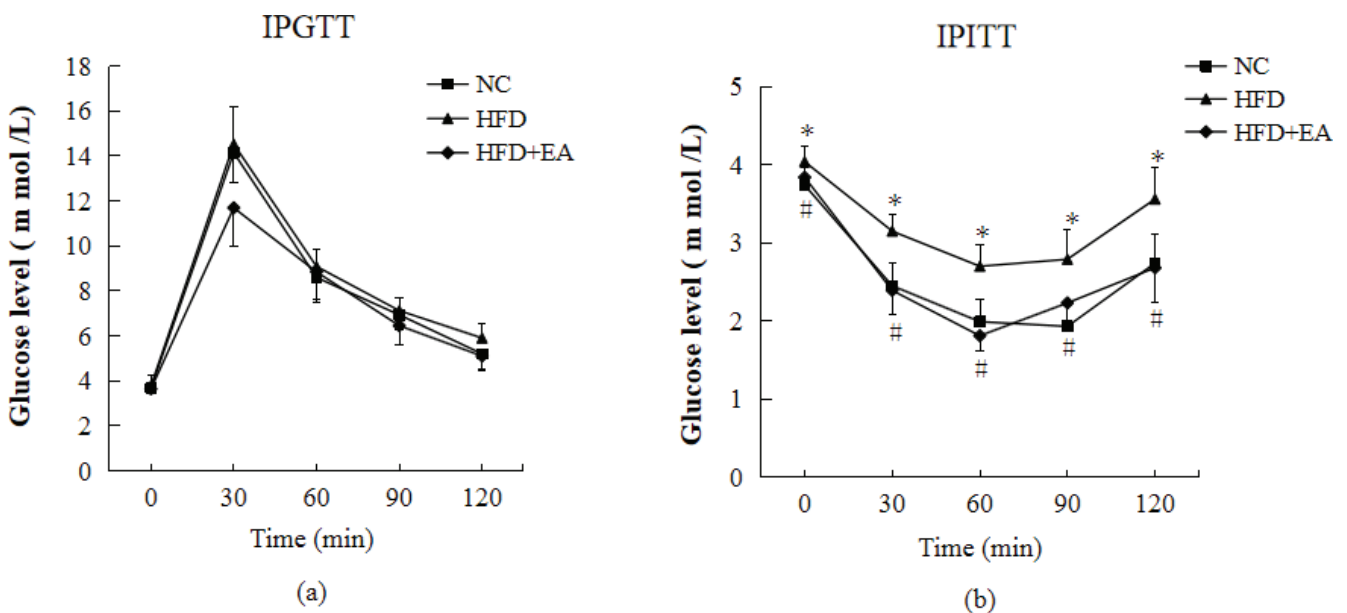 IPGTT
Glucose level ( m mol /L)
18
16
14
12
10
8
6
4
2
0
NC
HFD
HFD+EA
0 30 60 90 120
Time (min)
(a)
IPITT
Glucose level ( m mol /L)
5
4
3
2
1
0
NC
HFD
HFD+EA
* * * * *
# # # # #
0 30 60 90 120
Time (min)
(b)